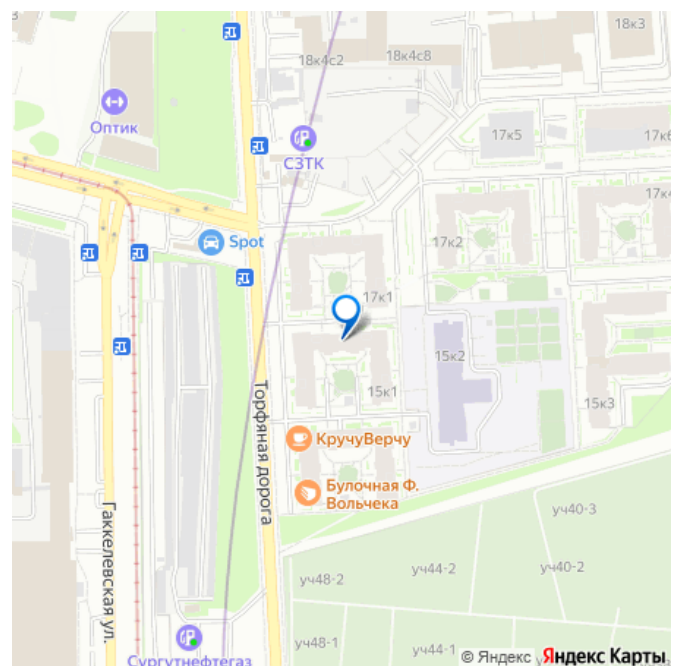 18к3
18к4с2
18к4с8
Оптик
СЗТК
17к5
17к6
17к4
17к2
Spot
17к1
15к2
15к1
15к3
Торфяная дорога
КручуВерчу
Булочная Ф.
Вольчека
Гаккелевская ул.
уч40-3
уч48-2
уч44-2
уч40-2
уч48-1
уч44-1
Сургутнефтегаз
© Яндекс Яндекс Карты